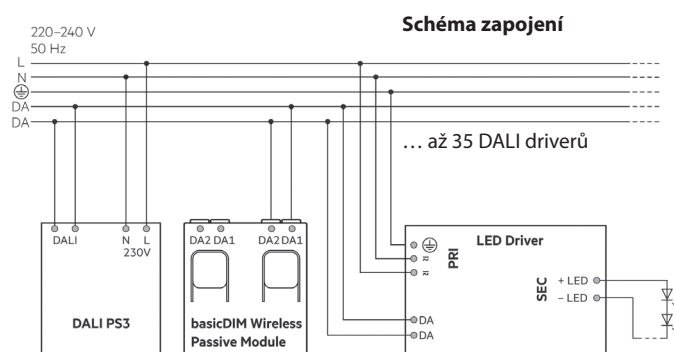 Schéma zapojení
220–240 V
50 Hz
L
N
DA
DA
… až 35 DALI driverů
DALI
N L
230V
DALI PS3
DA2 DA1
DA2 DA1
basicDIM Wireless
Passive Module
LED Driver
PRI
SEC
+ LED
– LED
DA
DA